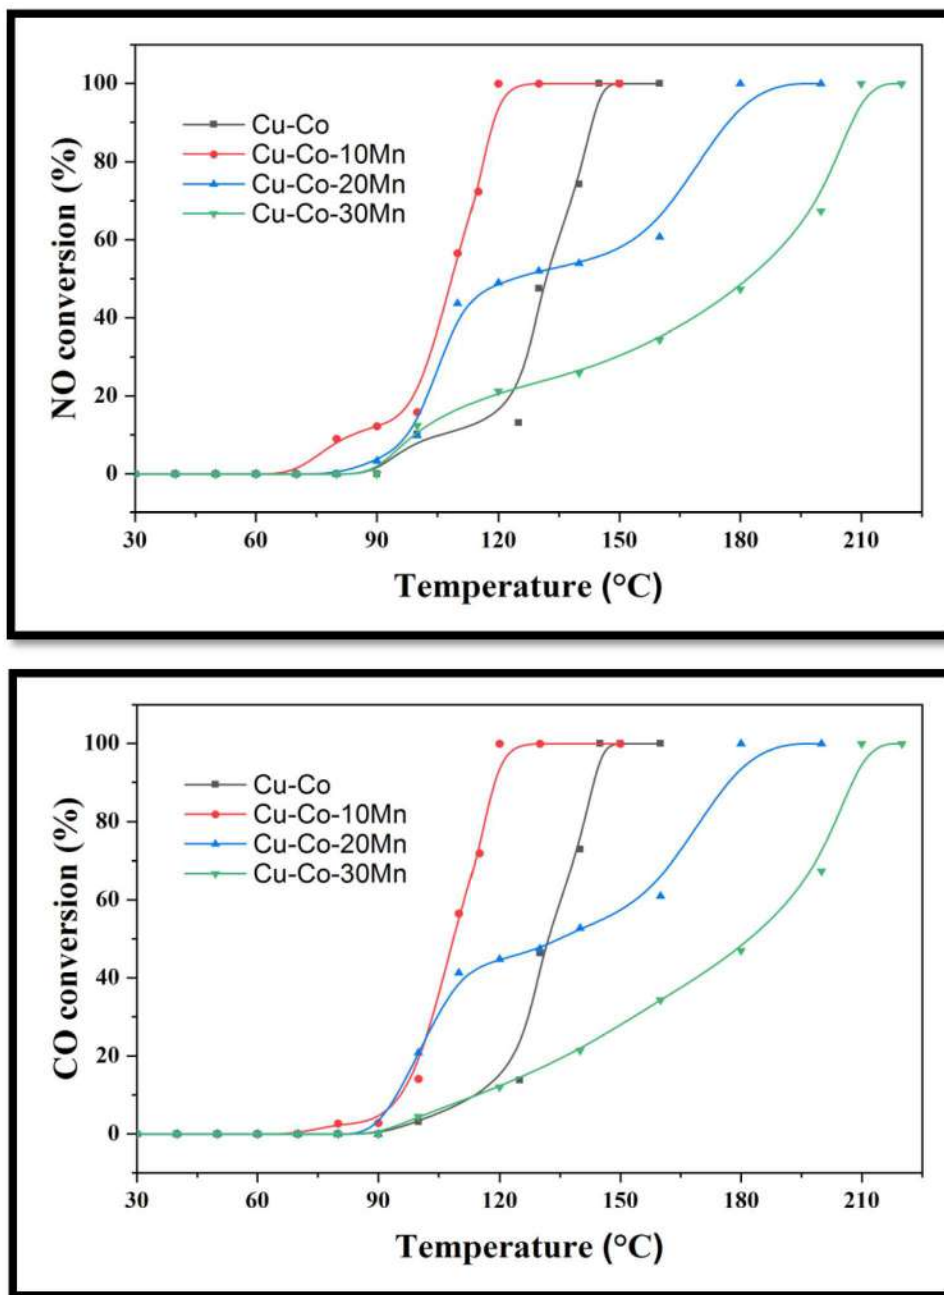 NO conversion (%)
100
80
60
40
20
0
Cu-Co
Cu-Co-10Mn
Cu-Co-20Mn
Cu-Co-30Mn
30 60 90 120 150 180 210
Temperature (°C)
CO conversion (%)
100
80
60
40
20
0
Cu-Co
Cu-Co-10Mn
Cu-Co-20Mn
Cu-Co-30Mn
30 60 90 120 150 180 210
Temperature (°C)